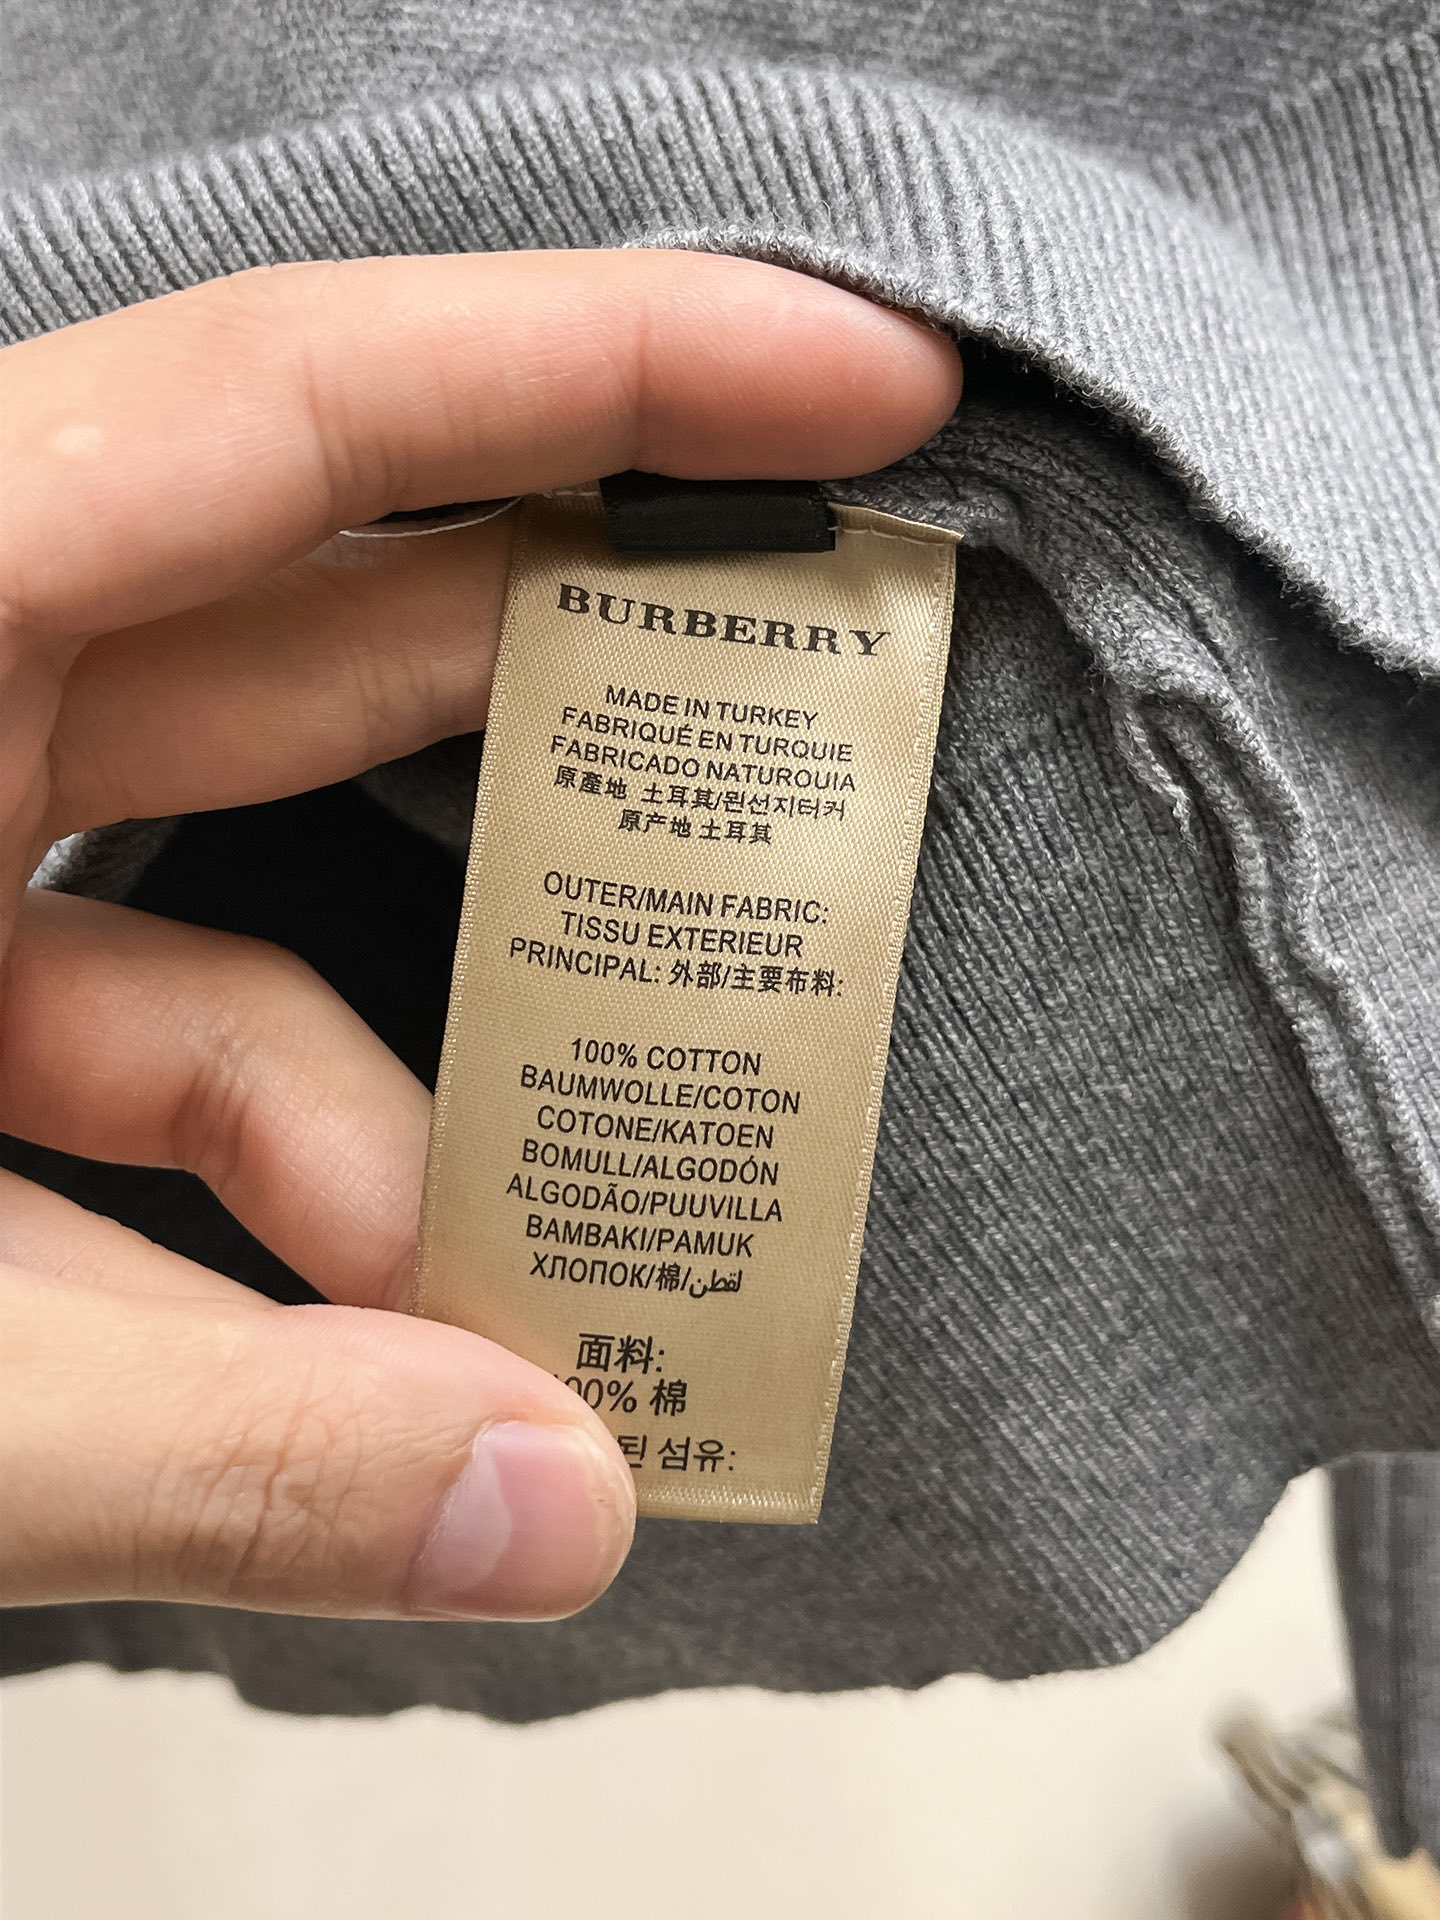 BURBERRY
MADE IN TURKEY
FABRIQUÉ EN TURQUIE
FABRICADO NATUROUIA
原產地 土耳其/원선지터커
原产地 土耳其
OUTER/MAIN FABRIC:
TISSU EXTERIEUR
PRINCIPAL: 外部/主要布料:
100% COTTON
BAUMWOLLE/COTON
COTONE/KATOEN
BOMULL/ALGODÓN
ALGODÃO/PUUVILLA
BAMBAKI/PAMUK
ХЛОПОК/棉/لقطن
面料:
00% 棉
된 섬유: